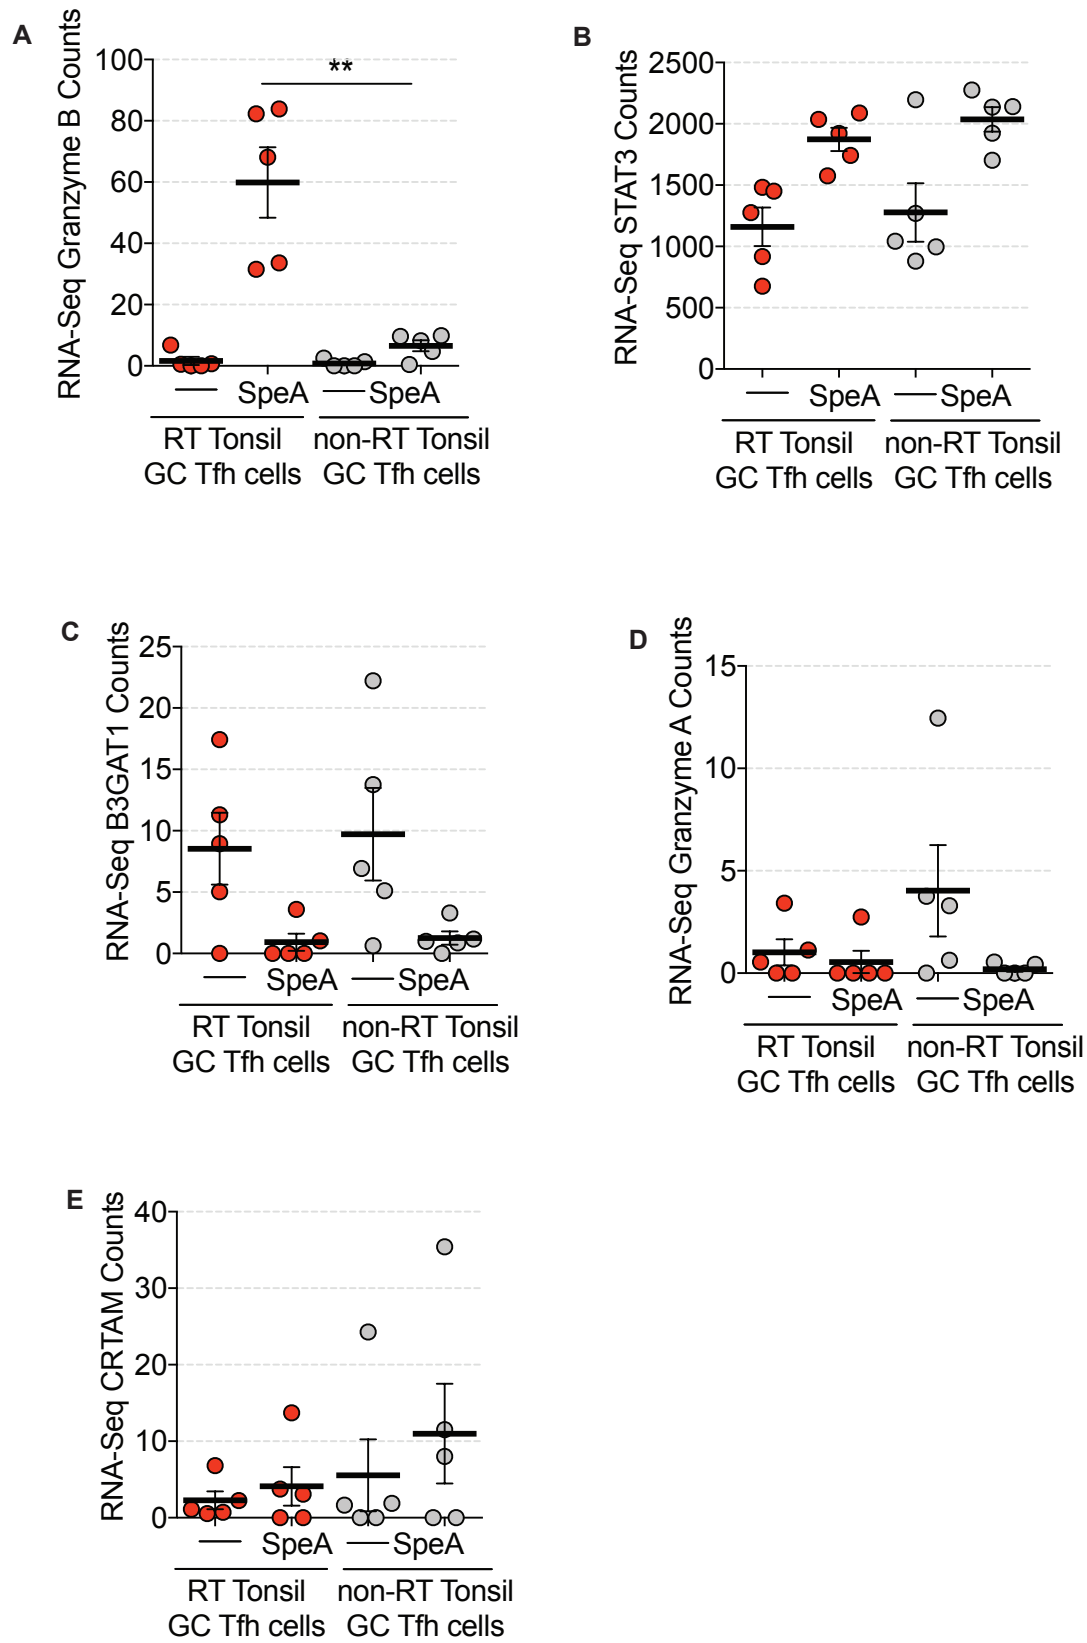 A
RNA-Seq Granzyme B Counts
100
80
60
40
20
0
**
— SpeA — SpeA
RT Tonsil non-RT Tonsil
GC Tfh cells GC Tfh cells
B
RNA-Seq STAT3 Counts
2500
2000
1500
1000
500
0
— SpeA — SpeA
RT Tonsil non-RT Tonsil
GC Tfh cells GC Tfh cells
C
RNA-Seq B3GAT1 Counts
25
20
15
10
5
0
— SpeA — SpeA
RT Tonsil non-RT Tonsil
GC Tfh cells GC Tfh cells
D
RNA-Seq Granzyme A Counts
15
10
5
0
— SpeA — SpeA
RT Tonsil non-RT Tonsil
GC Tfh cells GC Tfh cells
E
RNA-Seq CRTAM Counts
40
30
20
10
0
— SpeA — SpeA
RT Tonsil non-RT Tonsil
GC Tfh cells GC Tfh cells